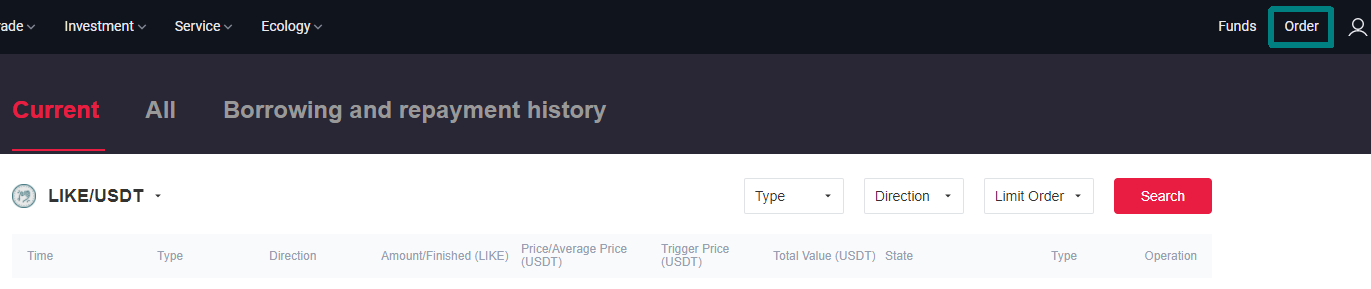 rade Investment Service Ecology Funds Order
Current All Borrowing and repayment history
LIKE/USDT Type Direction Limit Order Search
Time Type Direction Amount/Finished (LIKE) Price/Average Price (USDT) Trigger Price (USDT) Total Value (USDT) State Type Operation